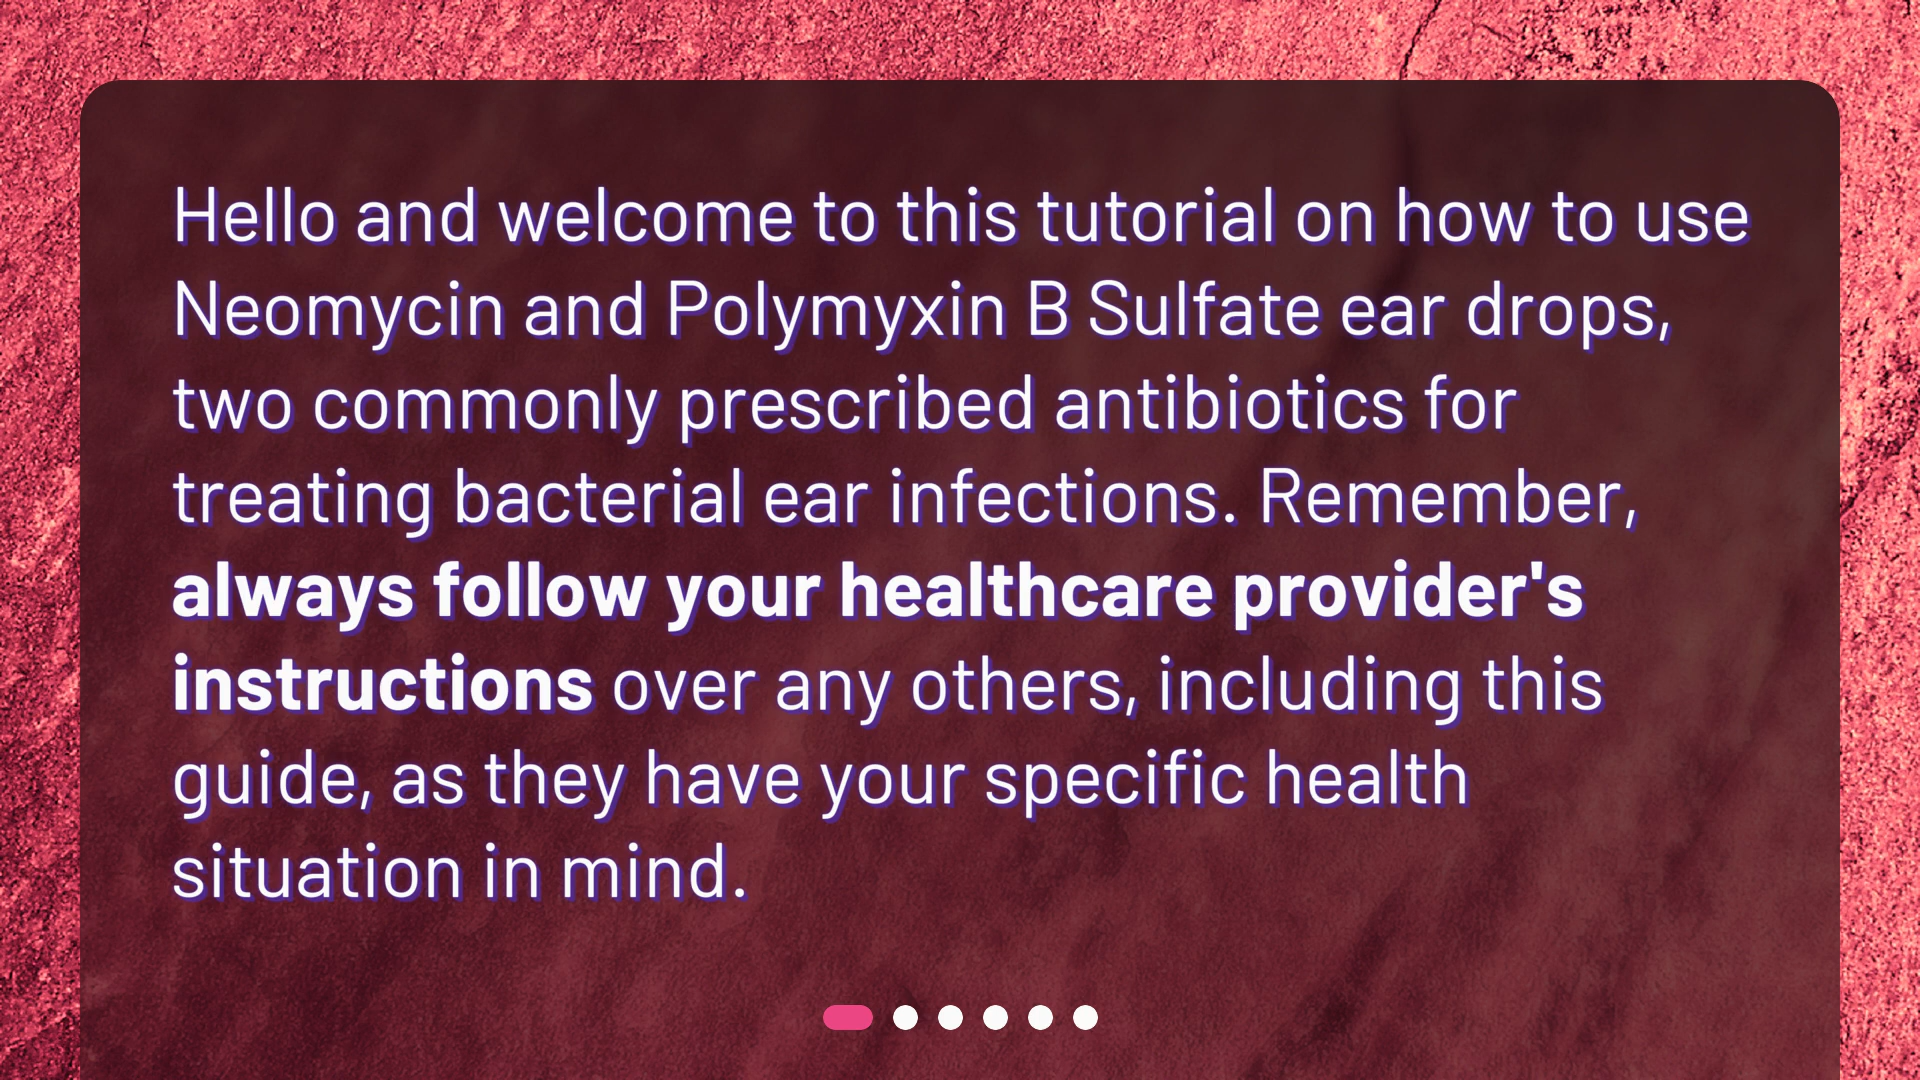 Hello and welcome to this tutorial on how to use
Neomycin and Polymyxin B Sulfate ear drops,
two commonly prescribed antibiotics for
treating bacterial ear infections. Remember,
always follow your healthcare provider's
instructions over any others, including this
guide, as they have your specific health
situation in mind.